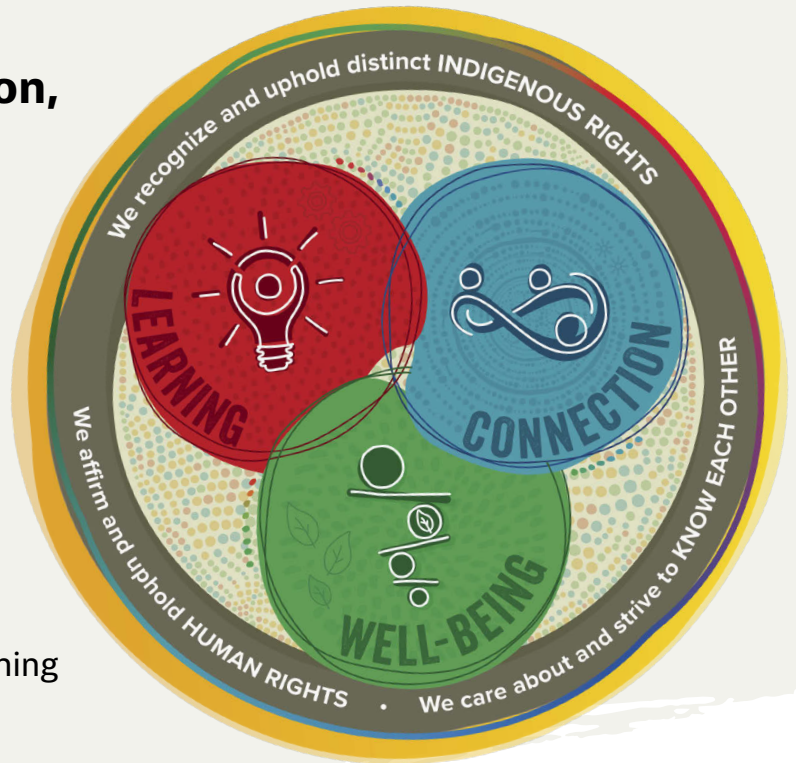 on,
We recognize and uphold distinct INDIGENOUS RIGHTS
LEARNING
CONNECTION
WELL-BEING
We affirm and uphold HUMAN RIGHTS • We care about and strive to KNOW EACH OTHER
ning